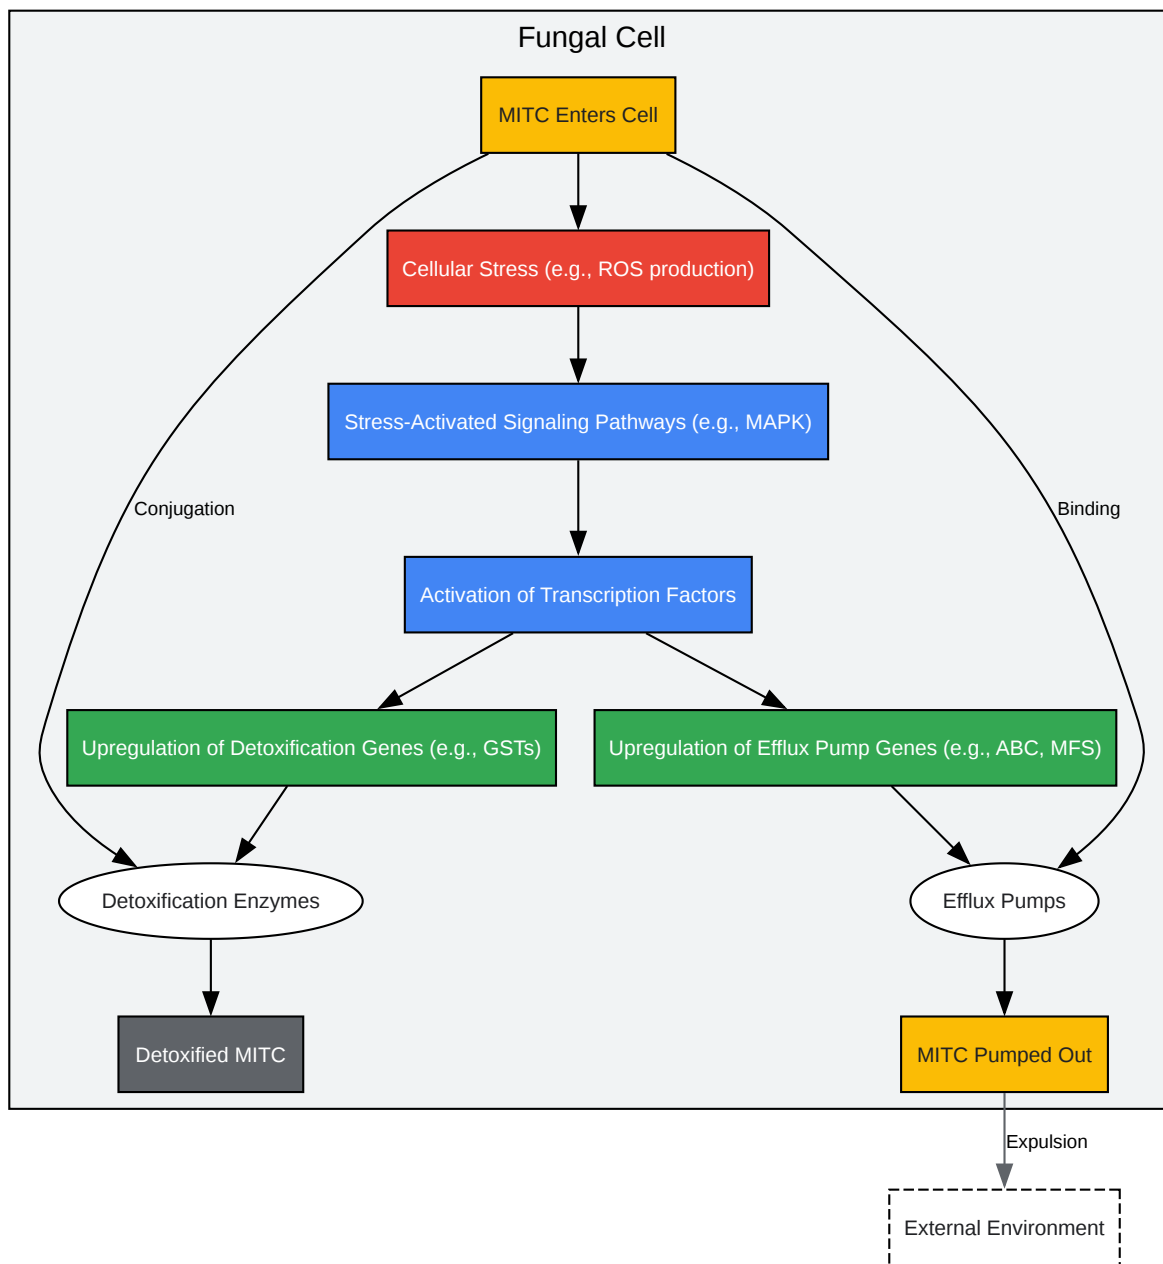 Fungal Cell
MITC Enters Cell
Cellular Stress (e.g., ROS production)
Stress-Activated Signaling Pathways (e.g., MAPK)
Conjugation
Binding
Activation of Transcription Factors
Upregulation of Detoxification Genes (e.g., GSTs)
Upregulation of Efflux Pump Genes (e.g., ABC, MFS)
Detoxification Enzymes
Efflux Pumps
Detoxified MITC
MITC Pumped Out
Expulsion
External Environment